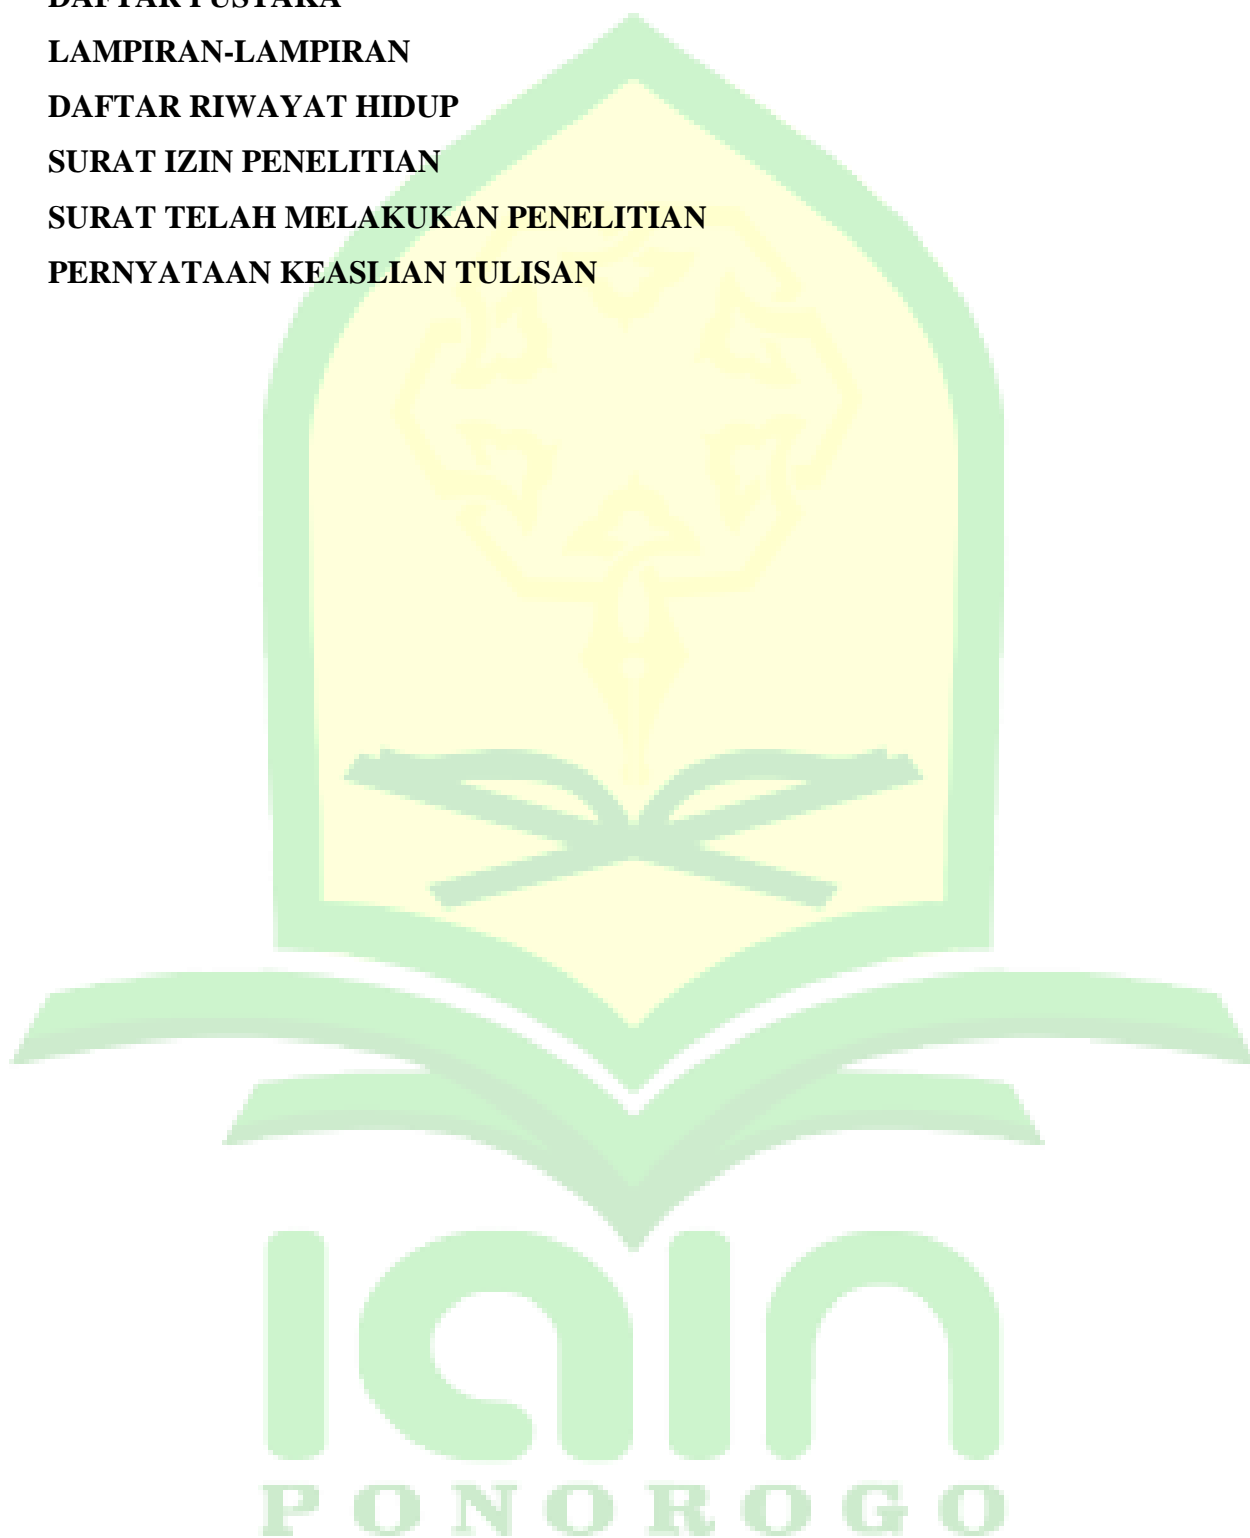 DAFTAR PUSTAKA
LAMPIRAN-LAMPIRAN
DAFTAR RIWAYAT HIDUP
SURAT IZIN PENELITIAN
SURAT TELAH MELAKUKAN PENELITIAN
PERNYATAAN KEASLIAN TULISAN
iain
PONOROGO